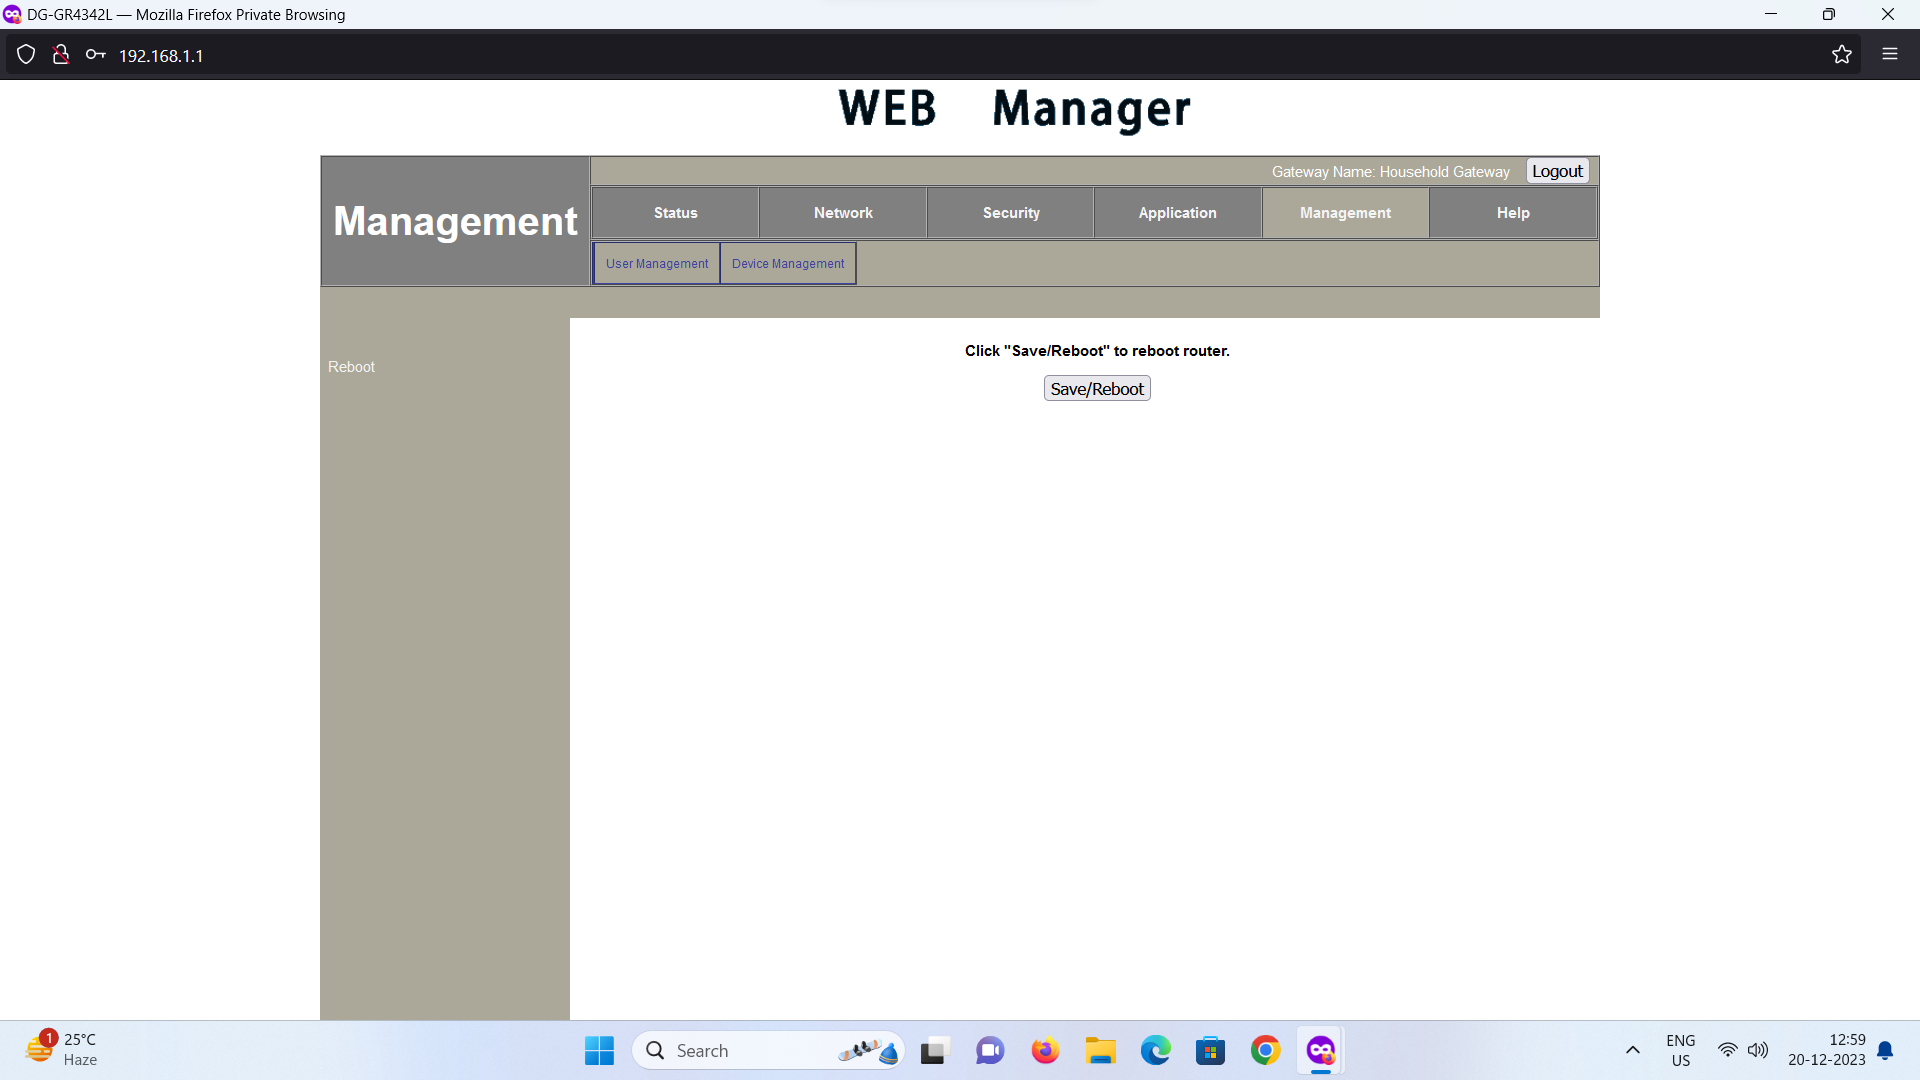 DG-GR4342L — Mozilla Firefox Private Browsing
192.168.1.1
WEB Manager
Gateway Name: Household Gateway Logout
Management
Status Network Security Application Management Help
User Management Device Management
Reboot
Click "Save/Reboot" to reboot router.
Save/Reboot
1
25°C
Haze
Search
ENG
US
12:59
20-12-2023